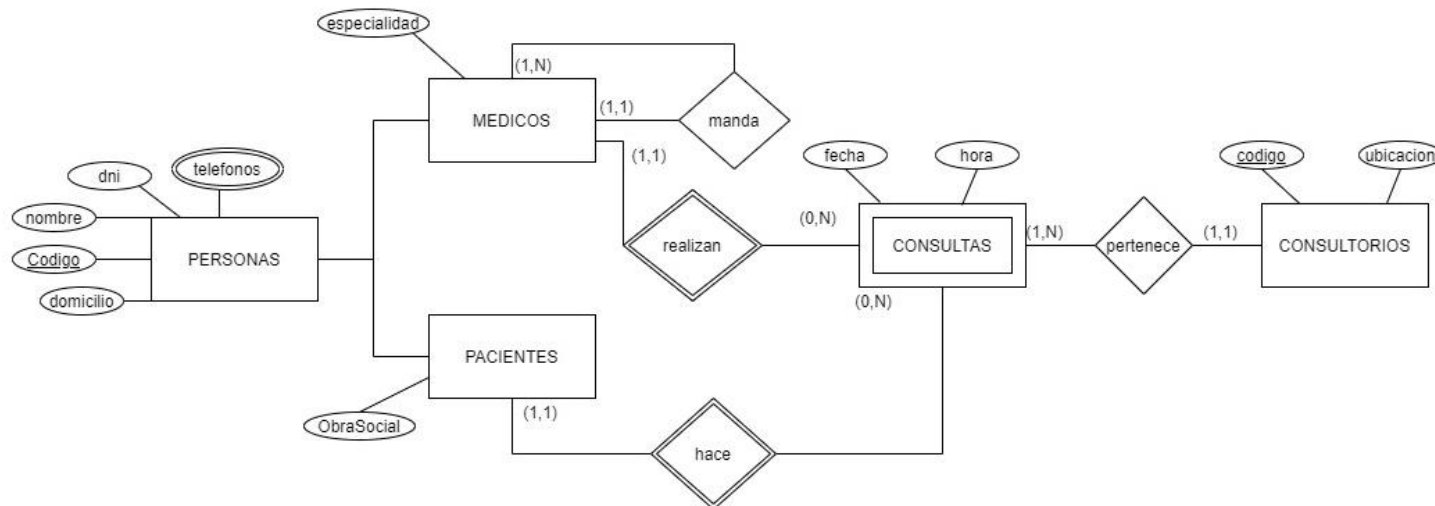 especialidad
(1,N)
MEDICOS
(1,1)
manda
(1,1)
telefonos
dni
nombre
Codigo
domicilio
PERSONAS
fecha
hora
codigo
ubicacion
realizan
(0,N)
CONSULTAS
(1,N)
pertenece
(1,1)
CONSULTORIOS
(0,N)
PACIENTES
ObraSocial
(1,1)
hace